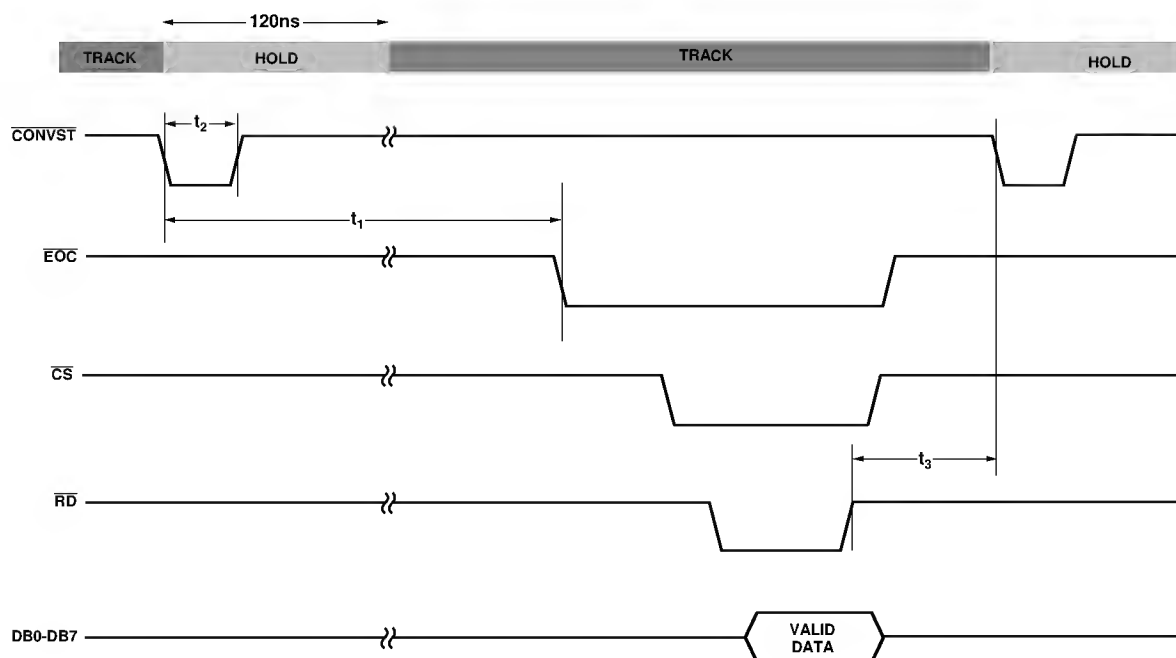 120ns
TRACK HOLD TRACK HOLD
t2
CONVST
t1
EOC
CS
t3
RD
DB0-DB7 VALID DATA